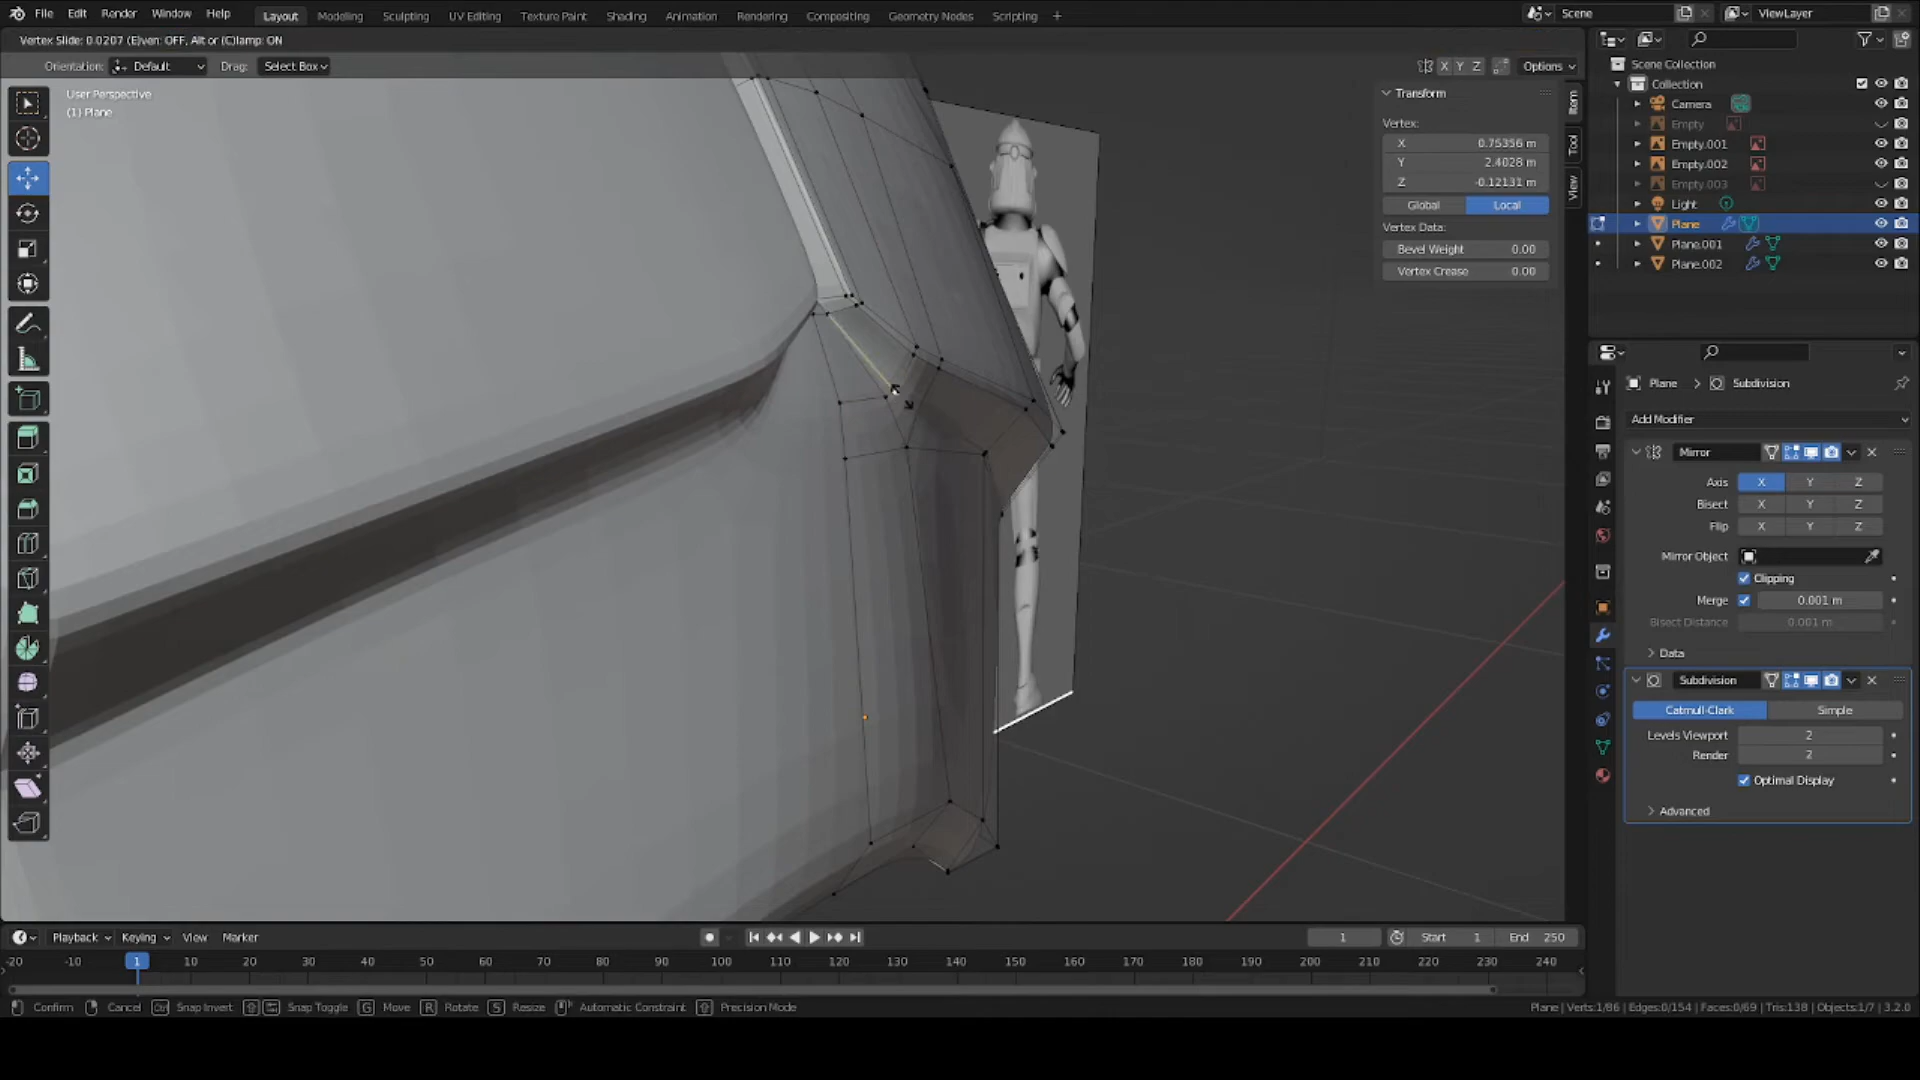 File Edit Render Window Help Layout Modeling Sculpting UV Editing Texture Paint Shading Animation Rendering Compositing Geometry Nodes Scripting + Scene ViewLayer
Vertex Slide: 0.0207 (E)ven: OFF, Alt or (C)lamp: ON
Orientation: Default Drag: Select Box X Y Z Options
User Perspective
(1) Plane
Transform
Vertex:
X 0.75356 m
Y 2.4028 m
Z -0.12131 m
Global Local
Vertex Data:
Bevel Weight 0.00
Vertex Crease 0.00
Item
Tool
View
Scene Collection
Collection
Camera
Empty
Empty.001
Empty.002
Empty.003
Light
Plane
Plane.001
Plane.002
Plane > Subdivision
Add Modifier
Mirror
Axis X Y Z
Bisect X Y Z
Flip X Y Z
Mirror Object
Clipping
Merge 0.001 m
Bisect Distance 0.001 m
Data
Subdivision
Catmull-Clark Simple
Levels Viewport 2
Render 2
Optimal Display
Advanced
Playback Keying View Marker 1 Start 1 End 250
-20 -10 1 10 20 30 40 50 60 70 80 90 100 110 120 130 140 150 160 170 180 190 200 210 220 230 240
Confirm Cancel Ctrl Snap Invert Snap Toggle G Move R Rotate S Resize Automatic Constraint Precision Mode Plane | Verts:1/86 | Edges:0/154 | Faces:0/69 | Tris:138 | Objects:1/7 | 3.2.0